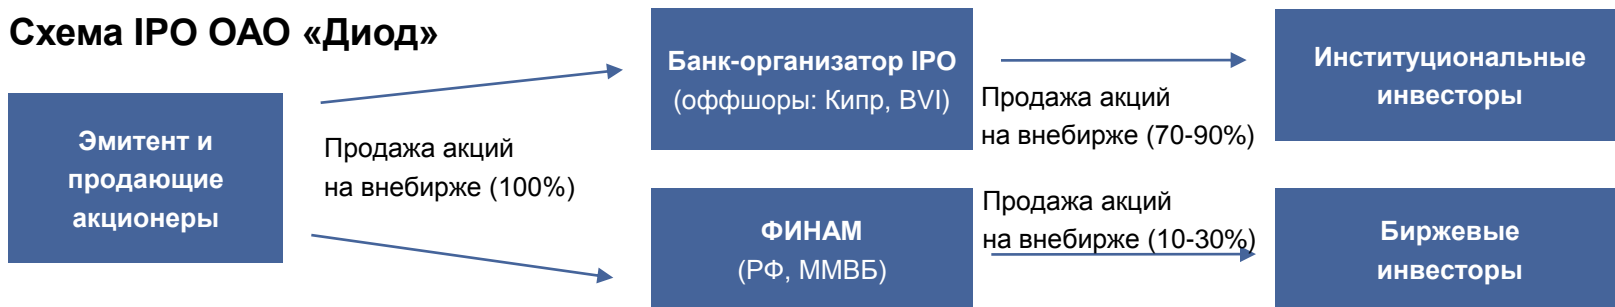 Схема IPO ОАО «Диод»
Эмитент и
продающие
акционеры
Продажа акций
на внебирже (100%)
Банк-организатор IPO
(оффшоры: Кипр, BVI)
Продажа акций
на внебирже (70-90%)
Институциональные
инвесторы
ФИНАМ
(РФ, ММВБ)
Продажа акций
на внебирже (10-30%)
Биржевые
инвесторы